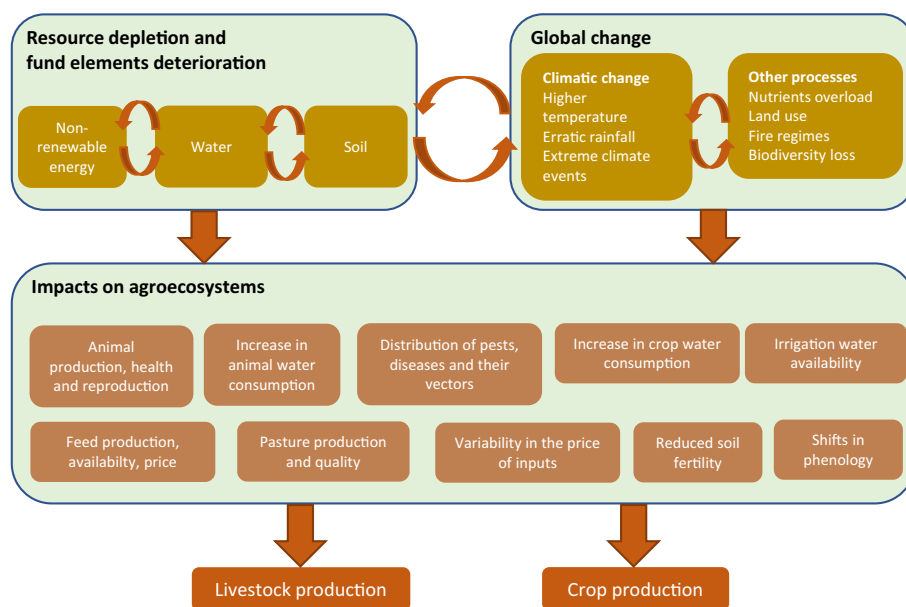 Resource depletion and
fund elements deterioration
Non-
renewable
energy
Water
Soil
Global change
Climatic change
Higher
temperature
Erratic rainfall
Extreme climate
events
Other processes
Nutrients overload
Land use
Fire regimes
Biodiversity loss
Impacts on agroecosystems
Animal
production, health
and reproduction
Increase in
animal water
consumption
Distribution of pests,
diseases and their
vectors
Increase in crop water
consumption
Irrigation water
availability
Feed production,
availabilty, price
Pasture production
and quality
Variability in the price
of inputs
Reduced soil
fertility
Shifts in
phenology
Livestock production
Crop production